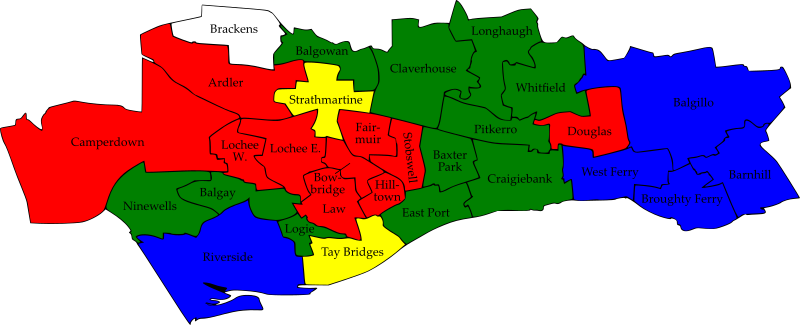 Brackens
Longhaugh
Balgowan
Claverhouse
Ardler
Whitfield
Strathmartine
Balgillo
Camperdown
Fair-
muir
Stobswell
Pitkerro
Douglas
Lochee
W.
Lochee E.
Baxter
Park
West Ferry
Barnhill
Bow-
bridge
Hill-
town
Craigiebank
Balgay
Ninewells
Law
East Port
Broughty Ferry
Logie
Tay Bridges
Riverside